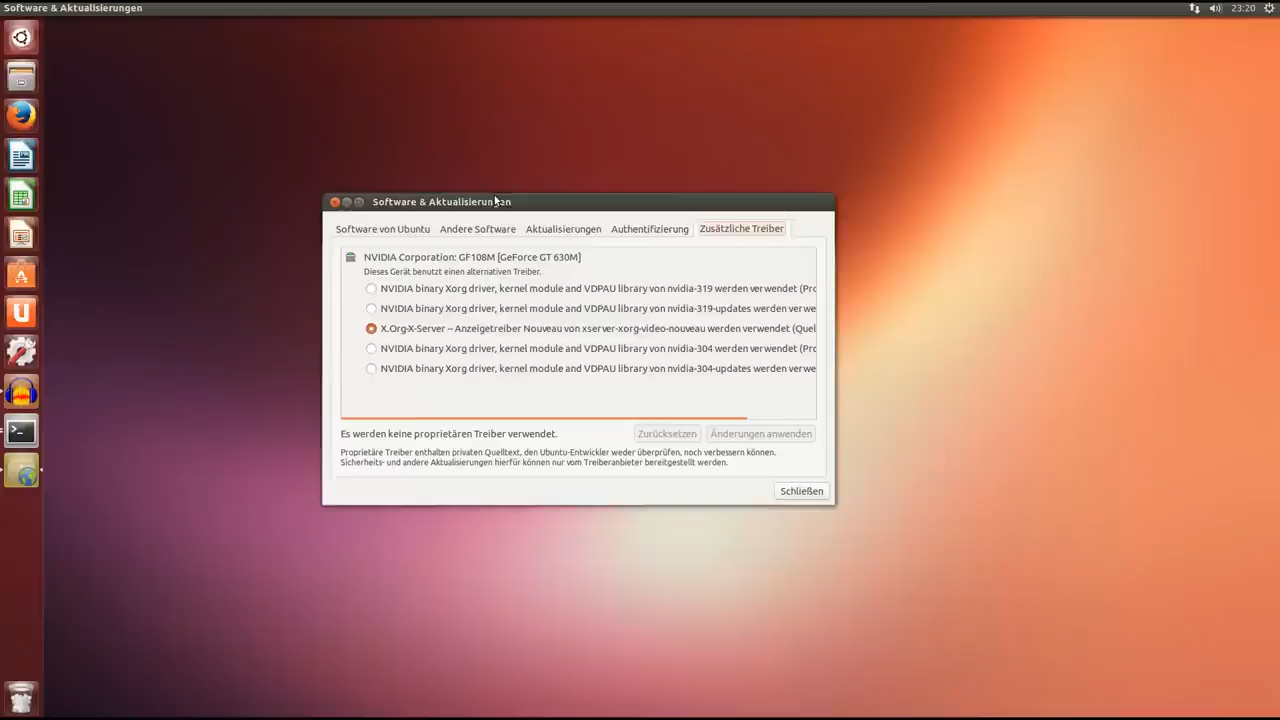 Software & Aktualisierungen
23:20
Software & Aktualisierungen
Software von Ubuntu Andere Software Aktualisierungen Authentifizierung Zusätzliche Treiber
NVIDIA Corporation: GF108M [GeForce GT 630M]
Dieses Gerät benutzt einen alternativen Treiber.
NVIDIA binary Xorg driver, kernel module and VDPAU library von nvidia-319 werden verwendet (Pro
NVIDIA binary Xorg driver, kernel module and VDPAU library von nvidia-319-updates werden verwe
X.Org-X-Server – Anzeigetreiber Nouveau von xserver-xorg-video-nouveau werden verwendet (Quel
NVIDIA binary Xorg driver, kernel module and VDPAU library von nvidia-304 werden verwendet (Pro
NVIDIA binary Xorg driver, kernel module and VDPAU library von nvidia-304-updates werden verwe
Es werden keine proprietären Treiber verwendet.
Zurücksetzen Änderungen anwenden
Proprietäre Treiber enthalten privaten Quelltext, den Ubuntu-Entwickler weder überprüfen, noch verbessern können.
Sicherheits- und andere Aktualisierungen hierfür können nur vom Treiberanbieter bereitgestellt werden.
Schließen